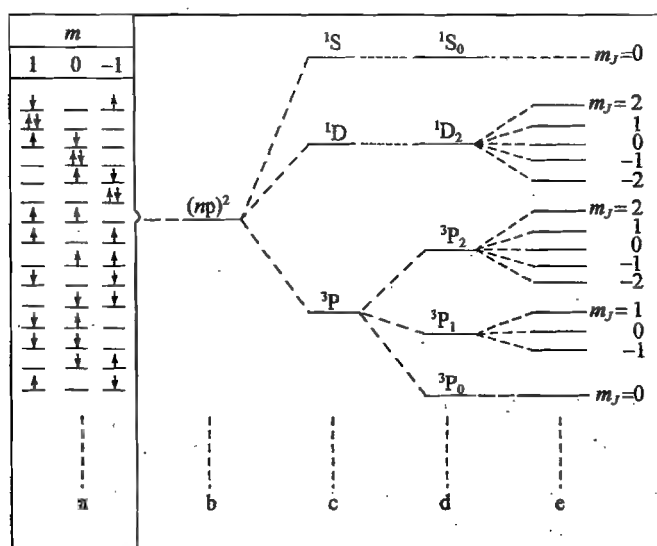 m
1 0 −1
¹S ¹S₀ m_J=0
m_J=2
1
¹D ¹D₂ 0
−1
−2
(np)² m_J=2
1
³P₂ 0
−1
−2
³P m_J=1
³P₁ 0
−1
³P₀ m_J=0
a b c d e